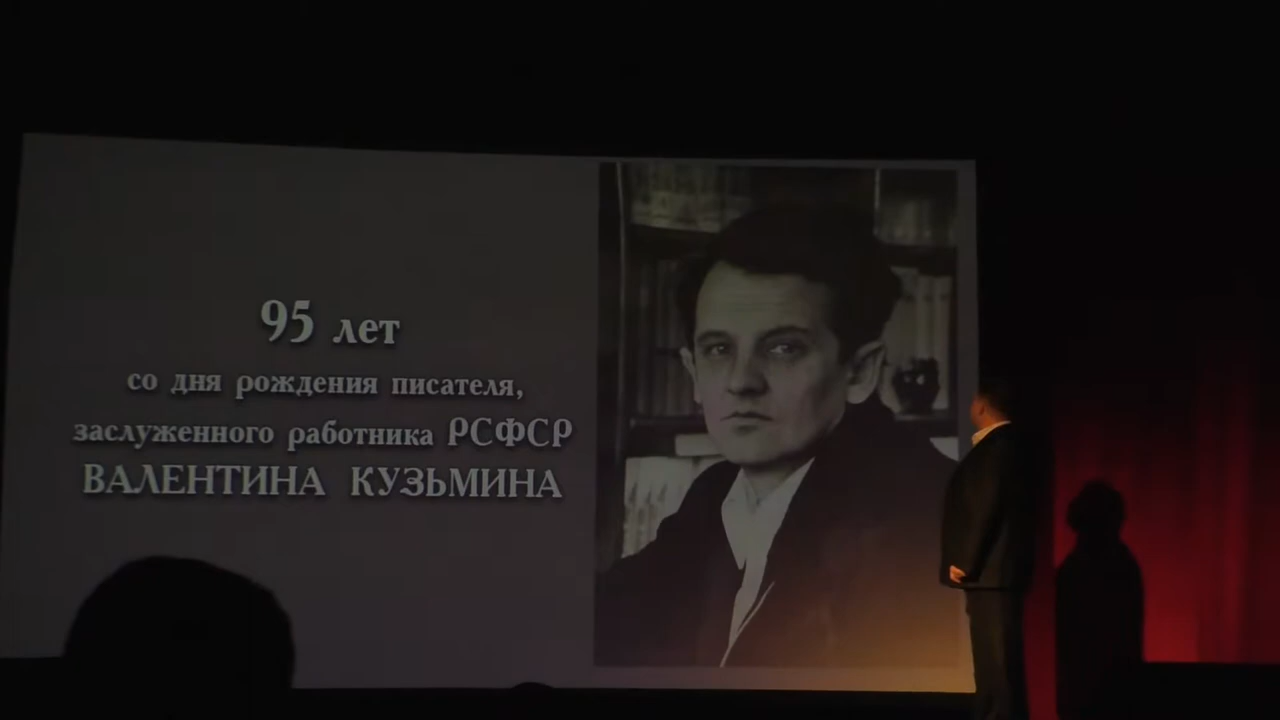 95 лет
со дня рождения писателя,
заслуженного работника РСФСР
ВАЛЕНТИНА КУЗЬМИНА